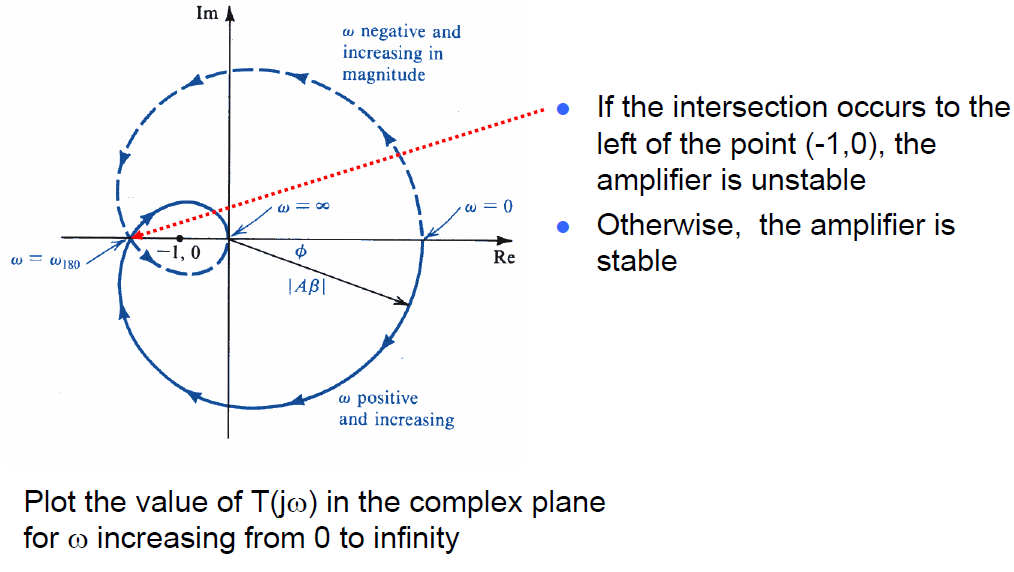 Im
ω negative and
increasing in
magnitude
ω = ∞
ω = 0
−1, 0
ϕ
Re
ω = ω180
|Aβ|
ω positive
and increasing
● If the intersection occurs to the
left of the point (-1,0), the
amplifier is unstable
● Otherwise, the amplifier is
stable
Plot the value of T(jω) in the complex plane
for ω increasing from 0 to infinity